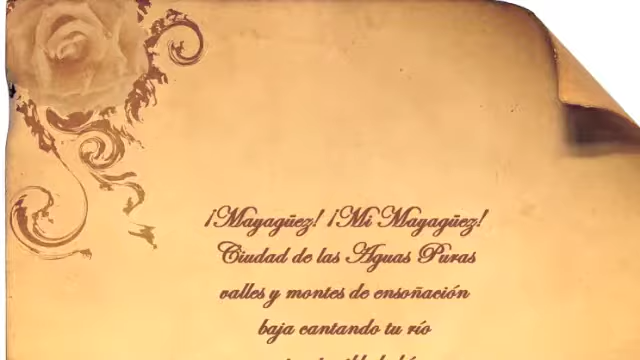 ¡Mayagüez! ¡Mi Mayagüez!
Ciudad de las Aguas Puras
valles y montes de ensoñación
baja cantando tu río